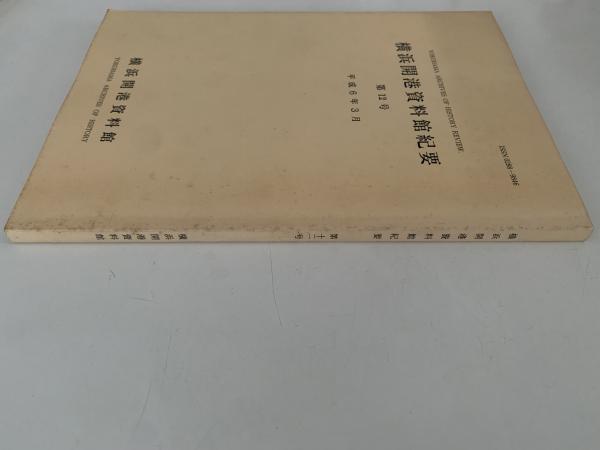 ISSN 0288-9846
YOKOHAMA ARCHIVES OF HISTORY REVIEW
横浜開港資料館紀要
第12号
平成6年3月
横浜開港資料館
YOKOHAMA ARCHIVES OF HISTORY
横浜開港資料館紀要 第十二号 横浜開港資料館